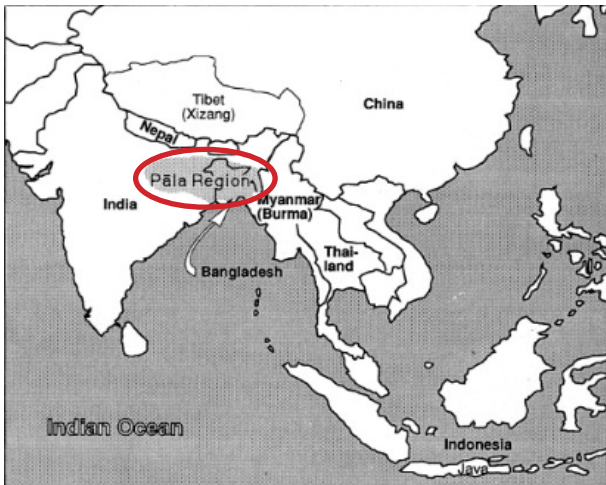 China
Tibet
(Xizang)
Nepal
Pāla Region
India
Myanmar
(Burma)
Thai-
land
Bangladesh
Indian Ocean
Indonesia
Java